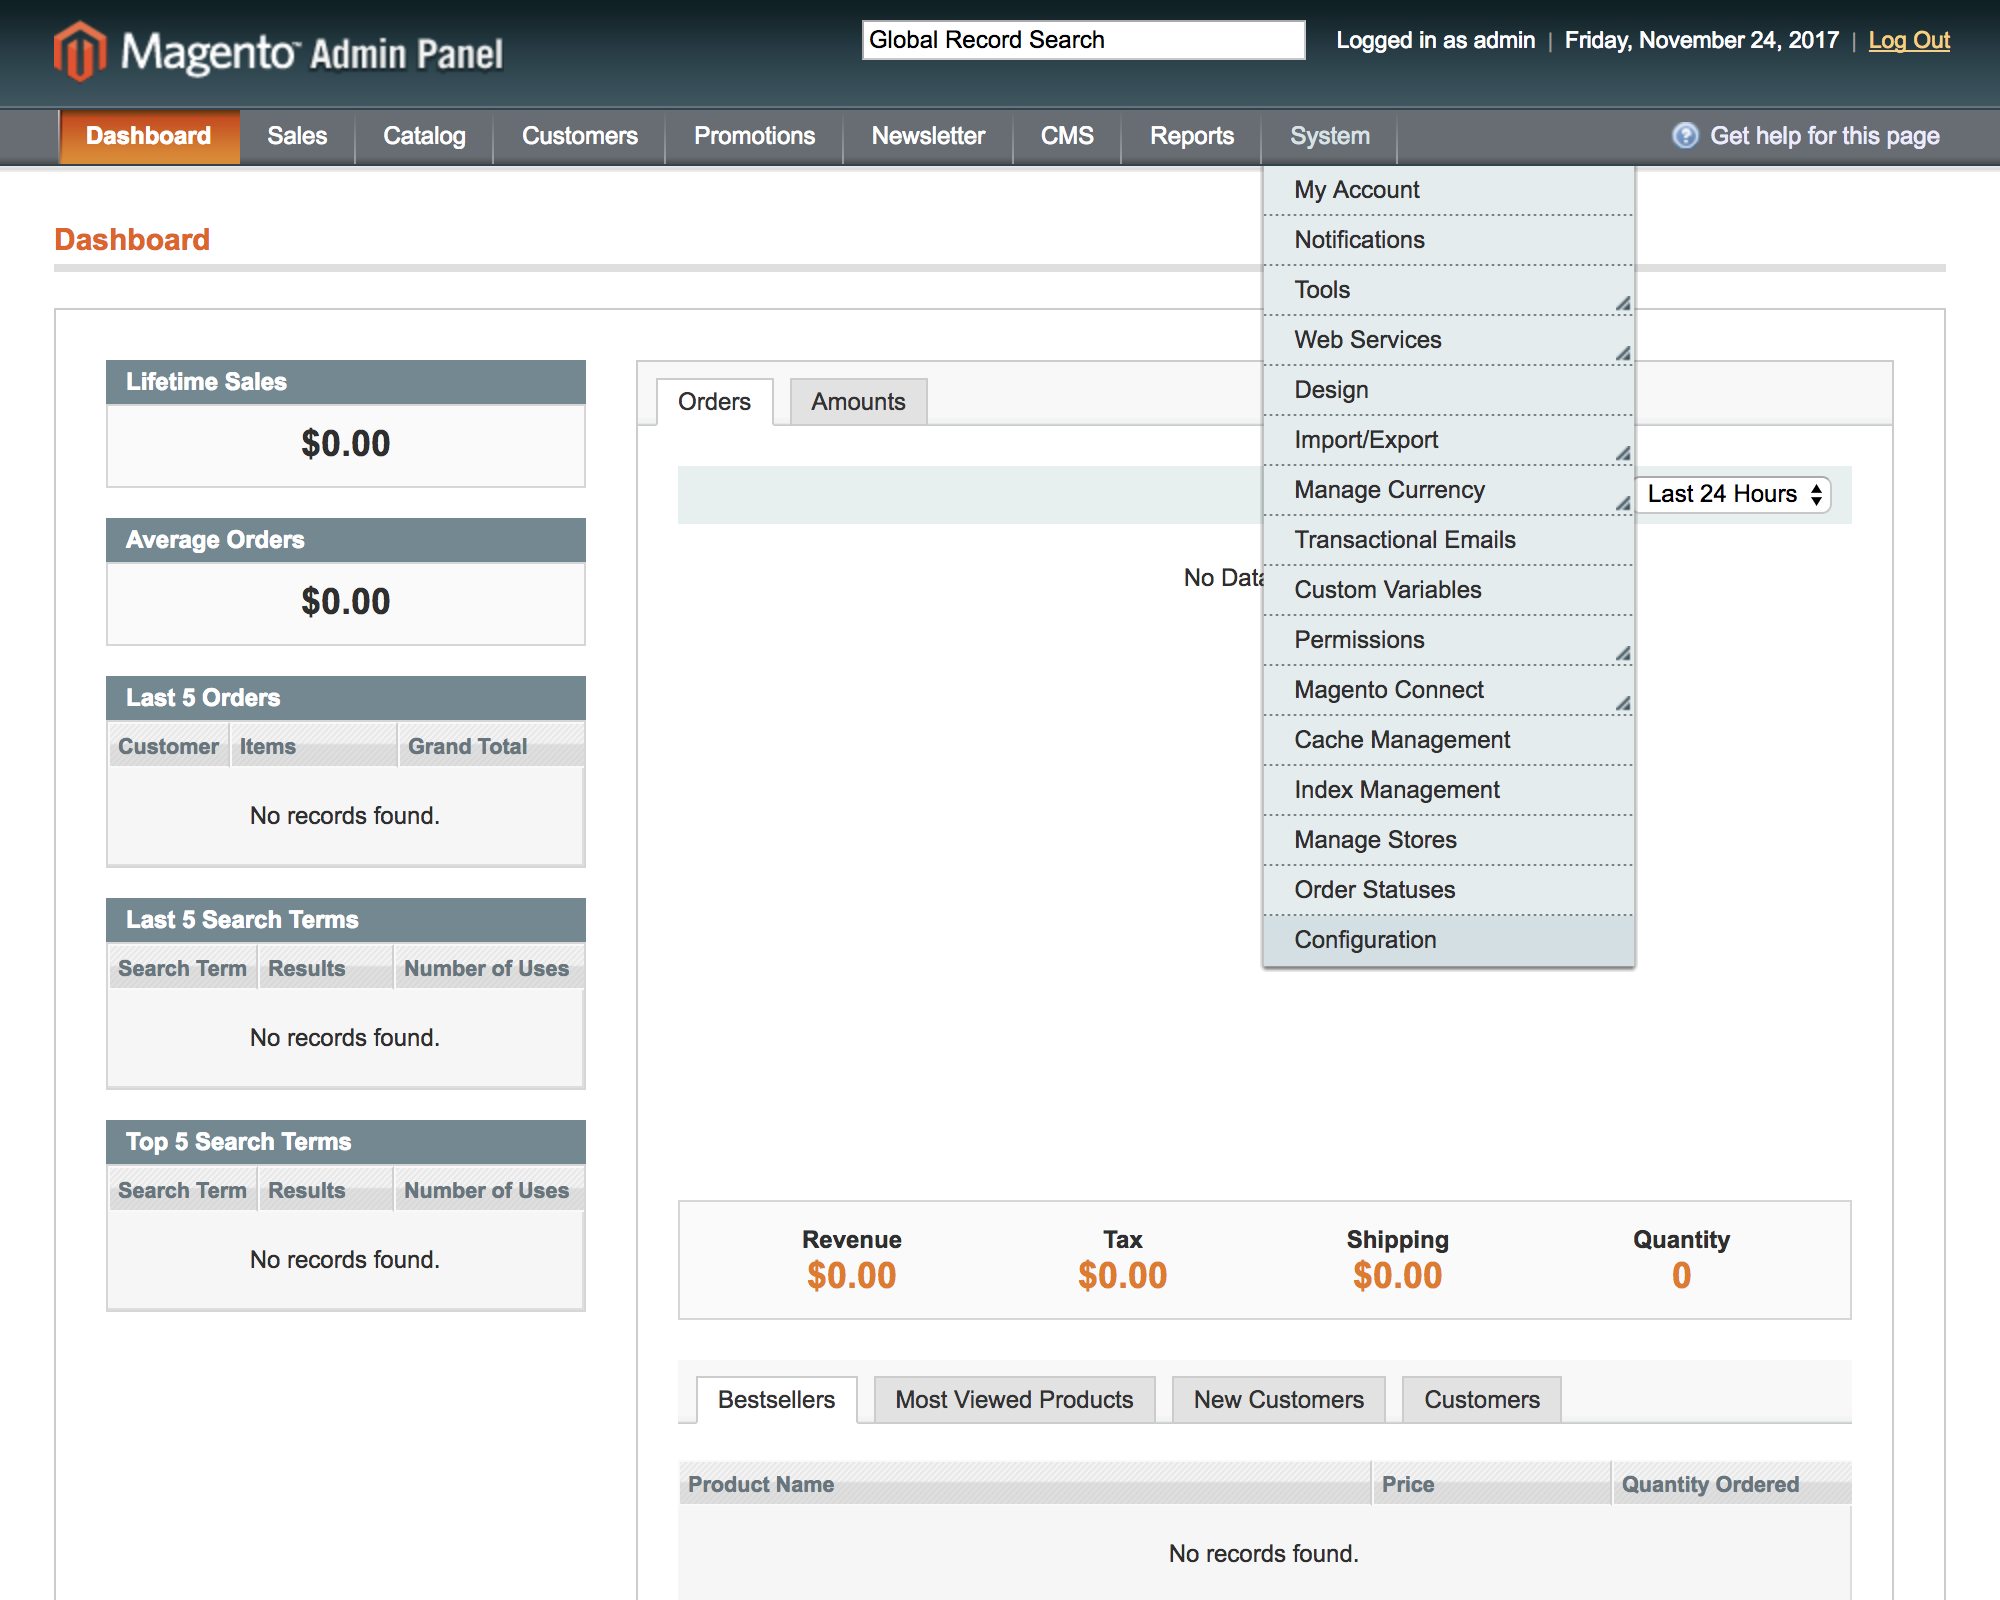 Magento™ Admin Panel
Global Record Search
Logged in as admin | Friday, November 24, 2017 | Log Out
Dashboard
Sales
Catalog
Customers
Promotions
Newsletter
CMS
Reports
System
Get help for this page
My Account
Notifications
Tools
Web Services
Design
Import/Export
Manage Currency
Transactional Emails
Custom Variables
Permissions
Magento Connect
Cache Management
Index Management
Manage Stores
Order Statuses
Configuration
Dashboard
Lifetime Sales
$0.00
Average Orders
$0.00
Last 5 Orders
Customer Items Grand Total
No records found.
Last 5 Search Terms
Search Term Results Number of Uses
No records found.
Top 5 Search Terms
Search Term Results Number of Uses
No records found.
Orders
Amounts
Last 24 Hours
No Data
Revenue Tax Shipping Quantity
$0.00 $0.00 $0.00 0
Bestsellers
Most Viewed Products
New Customers
Customers
Product Name Price Quantity Ordered
No records found.